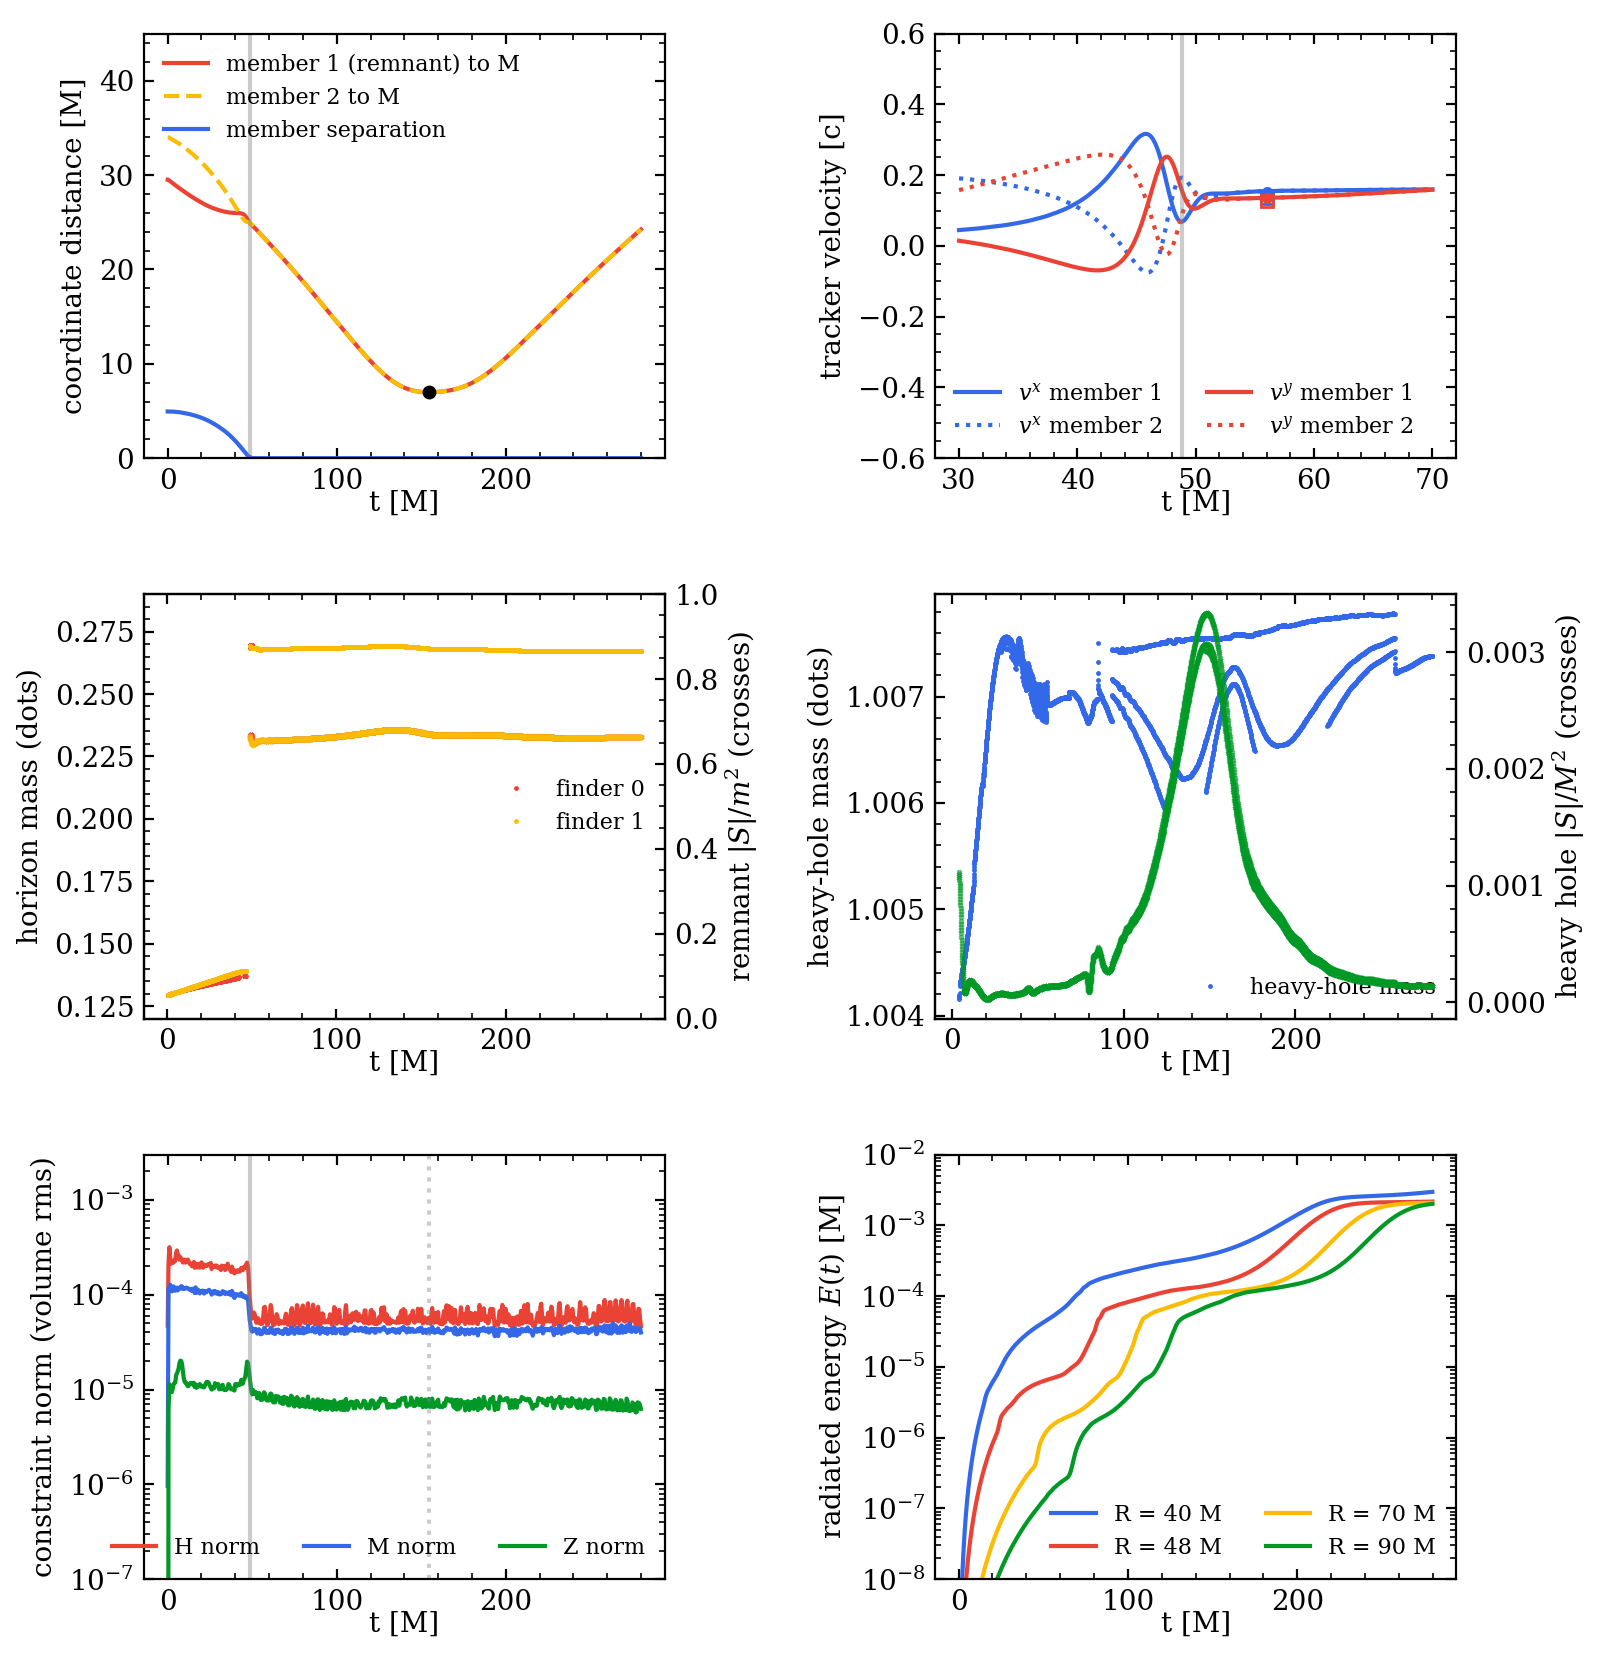 coordinate distance [M]
40
30
20
10
0
member 1 (remnant) to M
member 2 to M
member separation
0 100 200
t [M]
tracker velocity [c]
0.6
0.4
0.2
0.0
−0.2
−0.4
−0.6
v^x member 1
v^x member 2
v^y member 1
v^y member 2
30 40 50 60 70
t [M]
horizon mass (dots)
0.275
0.250
0.225
0.200
0.175
0.150
0.125
finder 0
finder 1
1.0
0.8
0.6
0.4
0.2
0.0
remnant |S|/m^2 (crosses)
0 100 200
t [M]
heavy-hole mass (dots)
1.007
1.006
1.005
1.004
heavy-hole mass
0.003
0.002
0.001
0.000
heavy hole |S|/M^2 (crosses)
0 100 200
t [M]
constraint norm (volume rms)
10^−3
10^−4
10^−5
10^−6
10^−7
H norm M norm Z norm
0 100 200
t [M]
radiated energy E(t) [M]
10^−2
10^−3
10^−4
10^−5
10^−6
10^−7
10^−8
R = 40 M
R = 48 M
R = 70 M
R = 90 M
0 100 200
t [M]